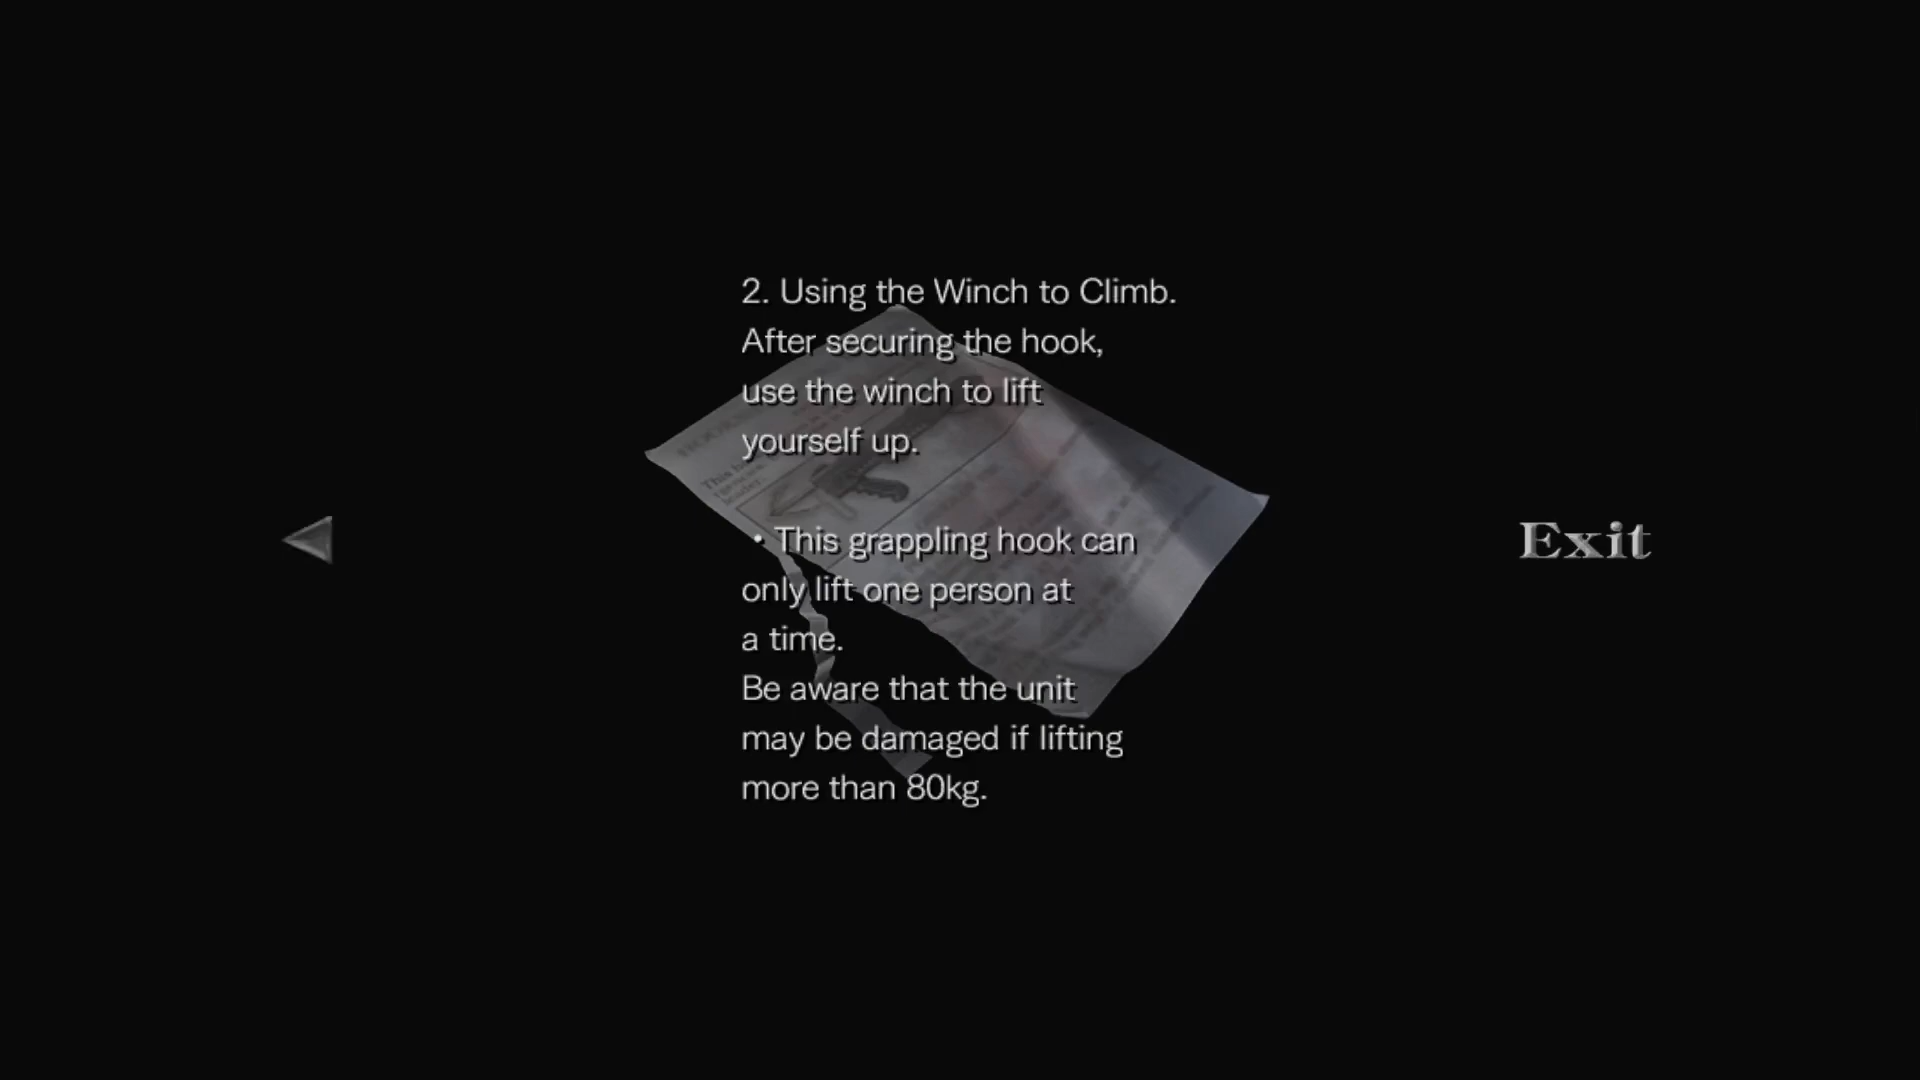 2. Using the Winch to Climb.
After securing the hook,
use the winch to lift
yourself up.
• This grappling hook can
only lift one person at
a time.
Be aware that the unit
may be damaged if lifting
more than 80kg.
Exit